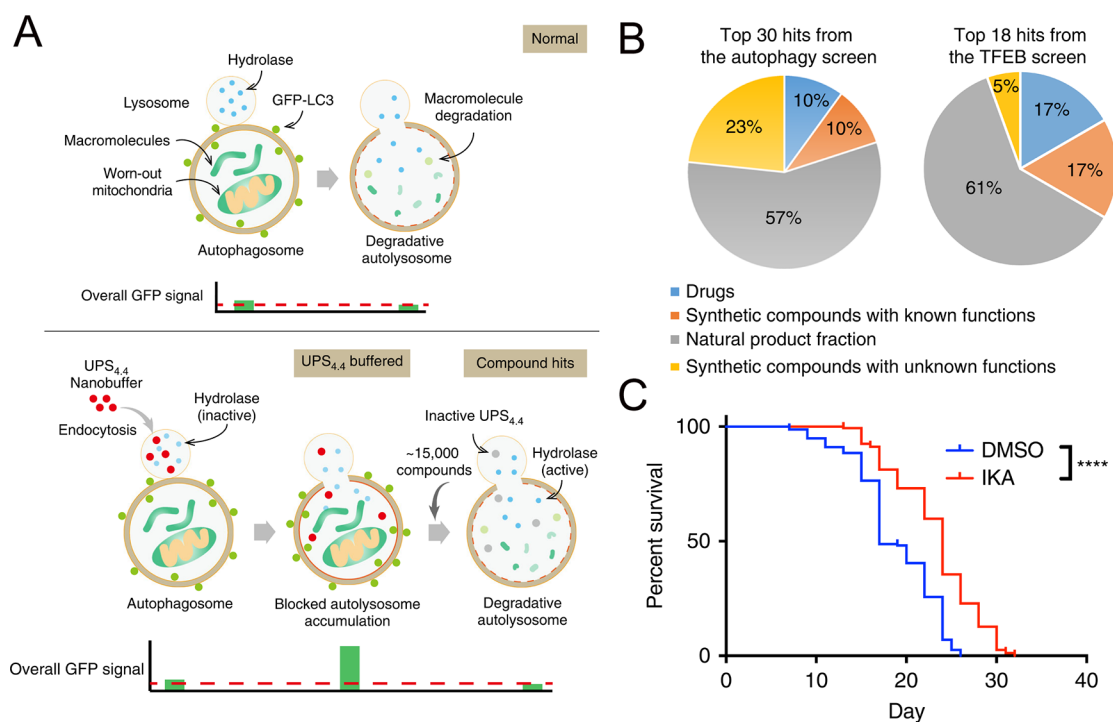 A
Normal
Hydrolase
Lysosome
GFP-LC3
Macromolecule
degradation
Macromolecules
Worn-out
mitochondria
Autophagosome
Degradative
autolysosome
Overall GFP signal
UPS4.4
Nanobuffer
UPS4.4 buffered
Compound hits
Hydrolase
(inactive)
Endocytosis
Inactive UPS4.4
~15,000
compounds
Hydrolase
(active)
Autophagosome
Blocked autolysosome
accumulation
Degradative
autolysosome
Overall GFP signal
B
Top 30 hits from
the autophagy screen
10%
10%
57%
23%
Top 18 hits from
the TFEB screen
17%
17%
61%
5%
Drugs
Synthetic compounds with known functions
Natural product fraction
Synthetic compounds with unknown functions
C
Percent survival
100
50
0
DMSO
IKA
****
0 10 20 30 40
Day